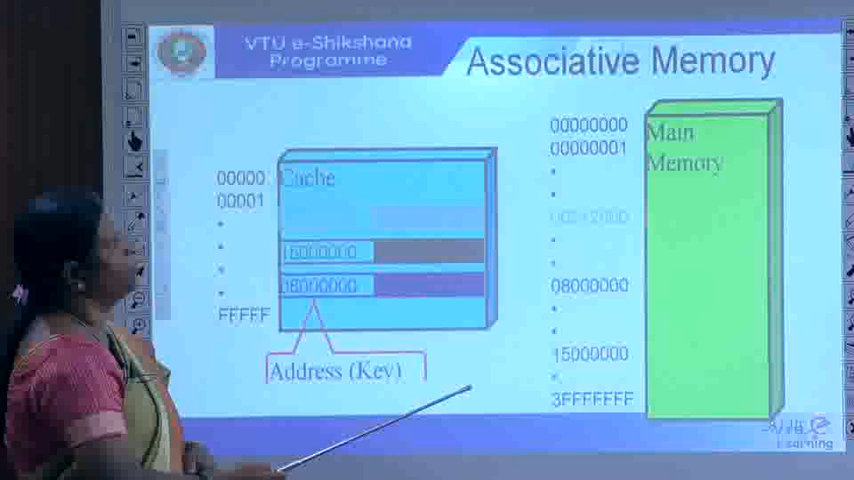 VTU e-Shikshana
Programme
Associative Memory
00000
00001
FFFFF
Cache
15000000
08000000
Address (Key)
00000000
00000001
08000000
15000000
3FFFFFFF
Main
Memory
Learning